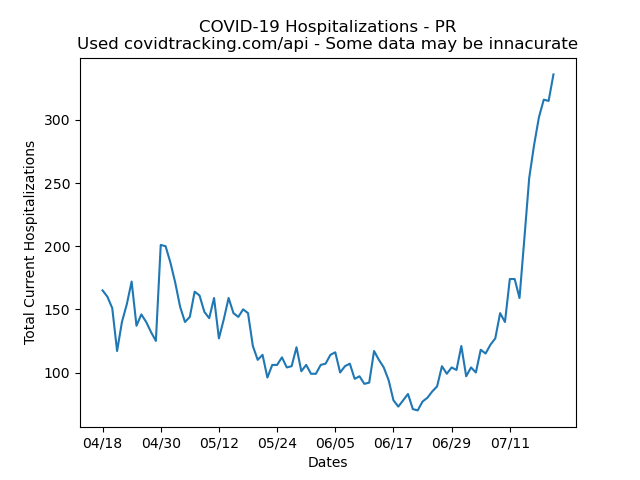 COVID-19 Hospitalizations - PR
Used covidtracking.com/api - Some data may be innacurate
Total Current Hospitalizations
300
250
200
150
100
04/18 04/30 05/12 05/24 06/05 06/17 06/29 07/11
Dates